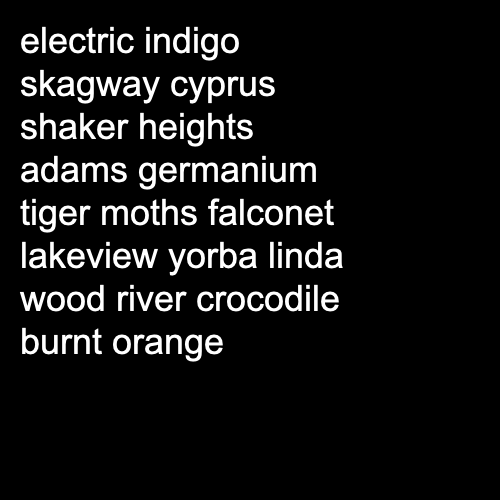 electric indigo
skagway cyprus
shaker heights
adams germanium
tiger moths falconet
lakeview yorba linda
wood river crocodile
burnt orange